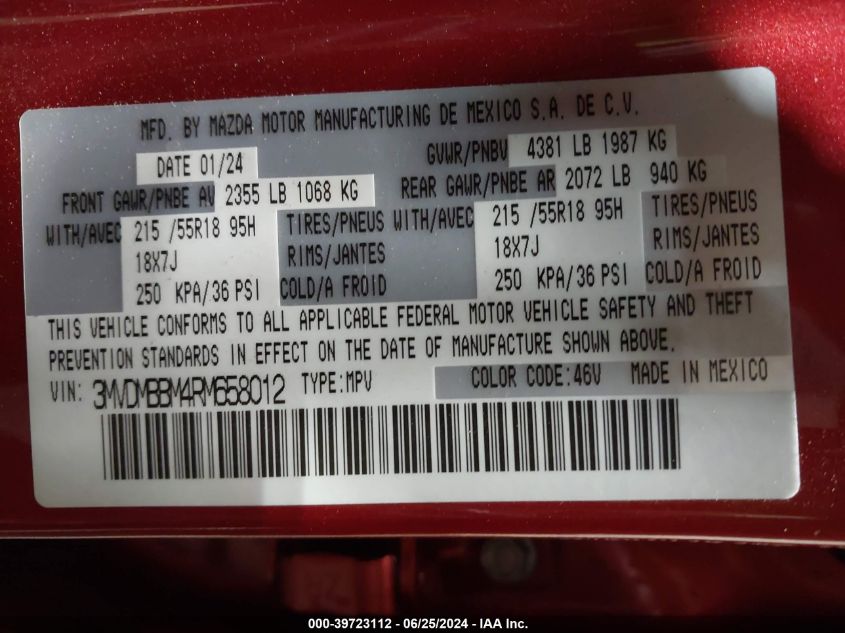 MFD. BY MAZDA MOTOR MANUFACTURING DE MEXICO S.A. DE C.V.
DATE 01/24 GVWR/PNBV 4381 LB 1987 KG
FRONT GAWR/PNBE AV 2355 LB 1068 KG REAR GAWR/PNBE AR 2072 LB 940 KG
WITH/AVEC 215 /55R18 95H TIRES/PNEUS WITH/AVEC 215 /55R18 95H TIRES/PNEUS
18X7J RIMS/JANTES 18X7J RIMS/JANTES
250 KPA/36 PSI COLD/A FROID 250 KPA/36 PSI COLD/A FROID
THIS VEHICLE CONFORMS TO ALL APPLICABLE FEDERAL MOTOR VEHICLE SAFETY AND THEFT
PREVENTION STANDARDS IN EFFECT ON THE DATE OF MANUFACTURE SHOWN ABOVE.
VIN: 3MVDMBBM4RM658012 TYPE:MPV COLOR CODE:46V MADE IN MEXICO
000-39723112 - 06/25/2024 - IAA Inc.